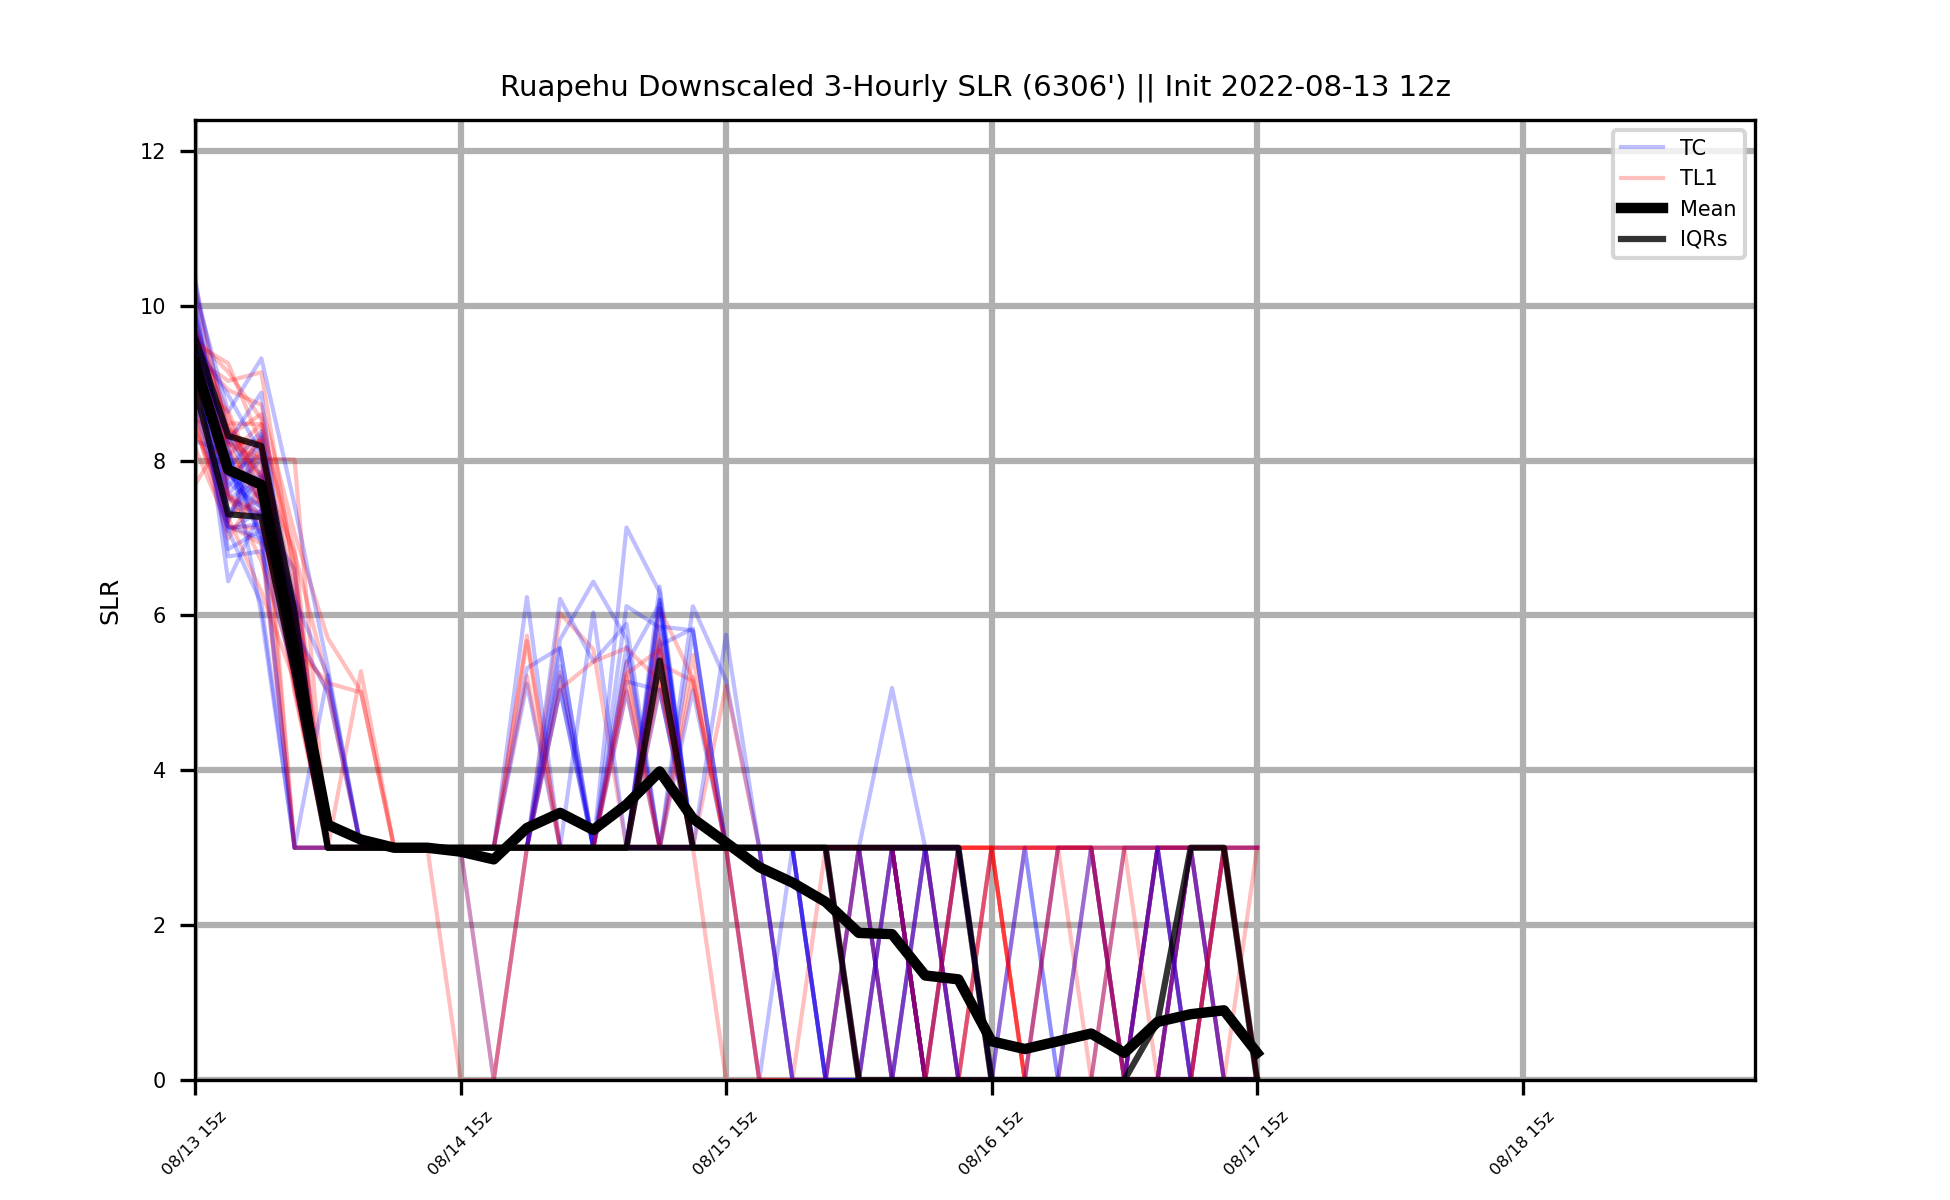 Ruapehu Downscaled 3-Hourly SLR (6306') || Init 2022-08-13 12z
TC
TL1
Mean
IQRs
SLR
12
10
8
6
4
2
0
08/13 15z
08/14 15z
08/15 15z
08/16 15z
08/17 15z
08/18 15z